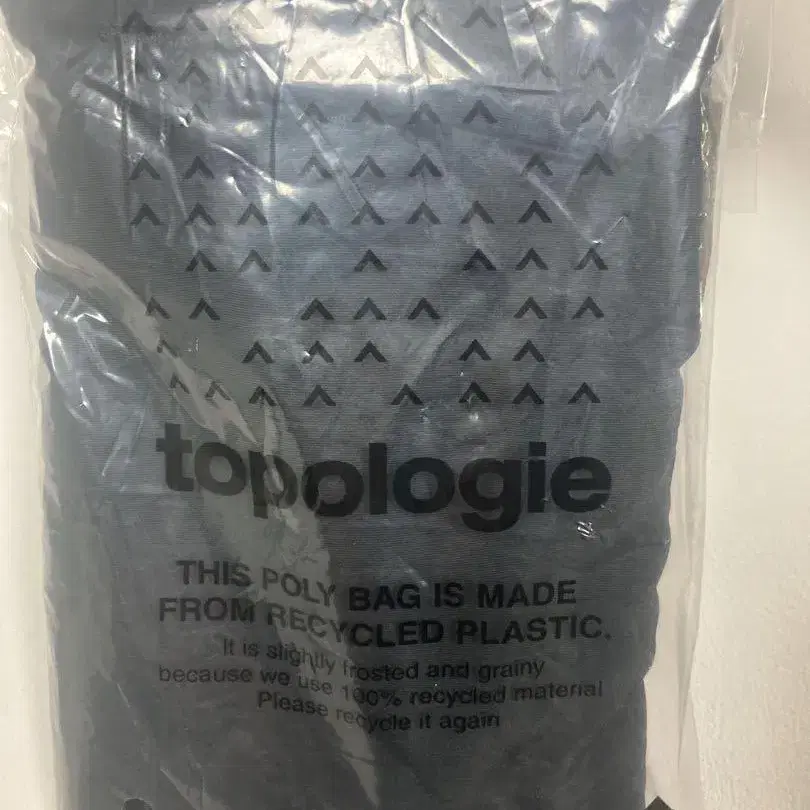 topologie
THIS POLY BAG IS MADE
FROM RECYCLED PLASTIC.
It is slightly frosted and grainy
because we use 100% recycled material
Please recycle it again